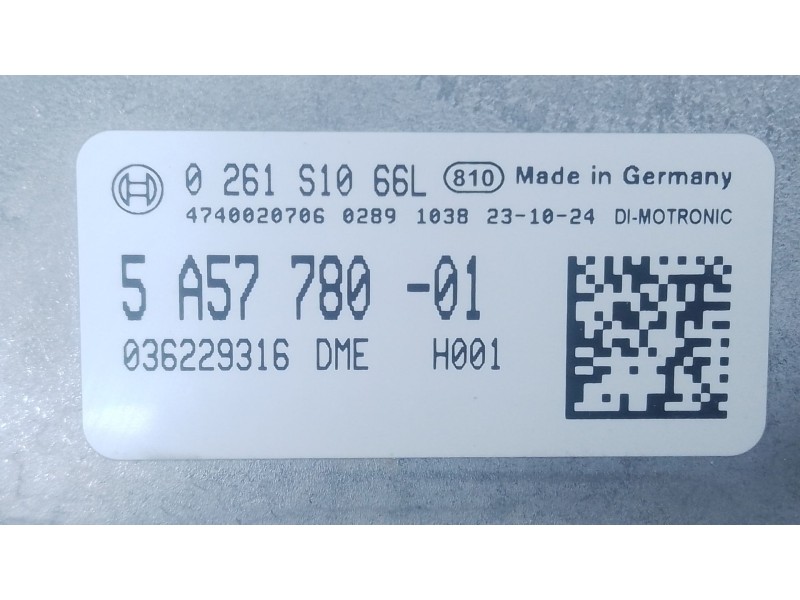 0 261 S10 66L 810 Made in Germany
4740020706 0289 1038 23-10-24 DI-MOTRONIC
5 A57 780 -01
036229316 DME H001